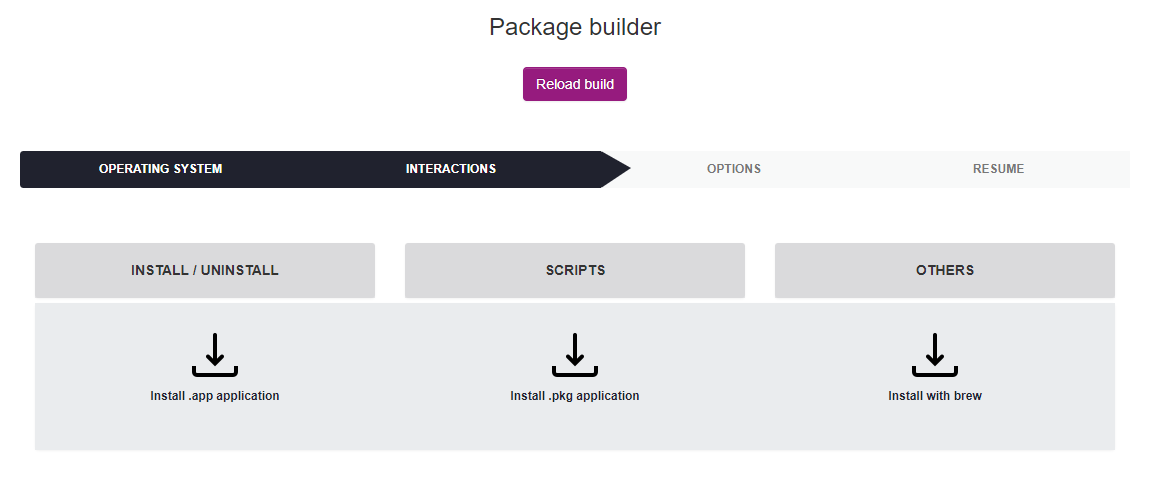 Package builder
Reload build
OPERATING SYSTEM INTERACTIONS OPTIONS RESUME
INSTALL / UNINSTALL SCRIPTS OTHERS
Install .app application Install .pkg application Install with brew